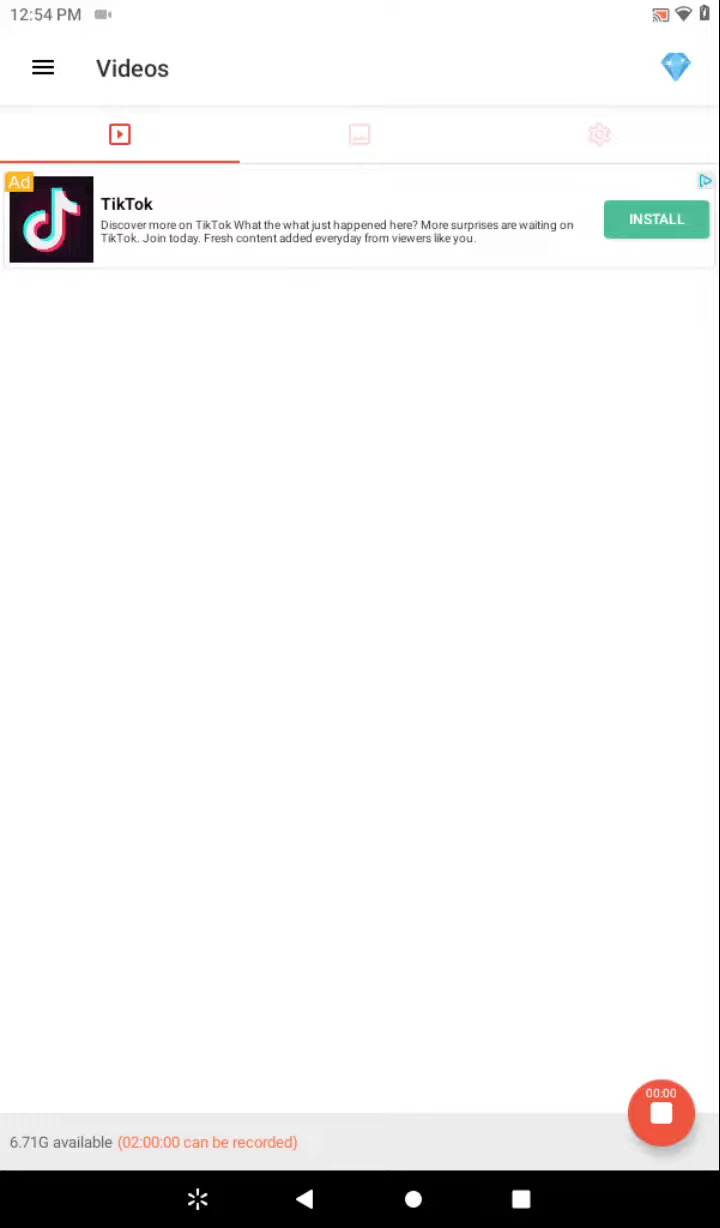 12:54 PM
Videos
Ad
TikTok
Discover more on TikTok What the what just happened here? More surprises are waiting on
TikTok. Join today. Fresh content added everyday from viewers like you.
INSTALL
00:00
6.71G available (02:00:00 can be recorded)